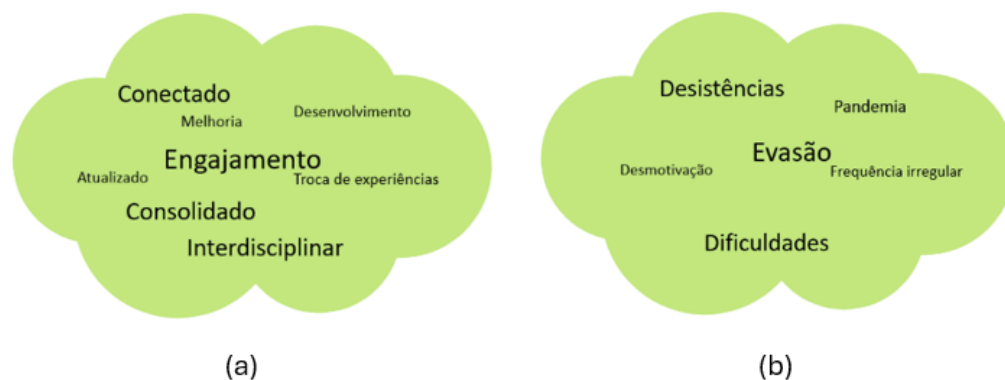 Conectado
Melhoria
Desenvolvimento
Engajamento
Atualizado
Troca de experiências
Consolidado
Interdisciplinar
(a)
Desistências
Pandemia
Evasão
Desmotivação
Frequência irregular
Dificuldades
(b)